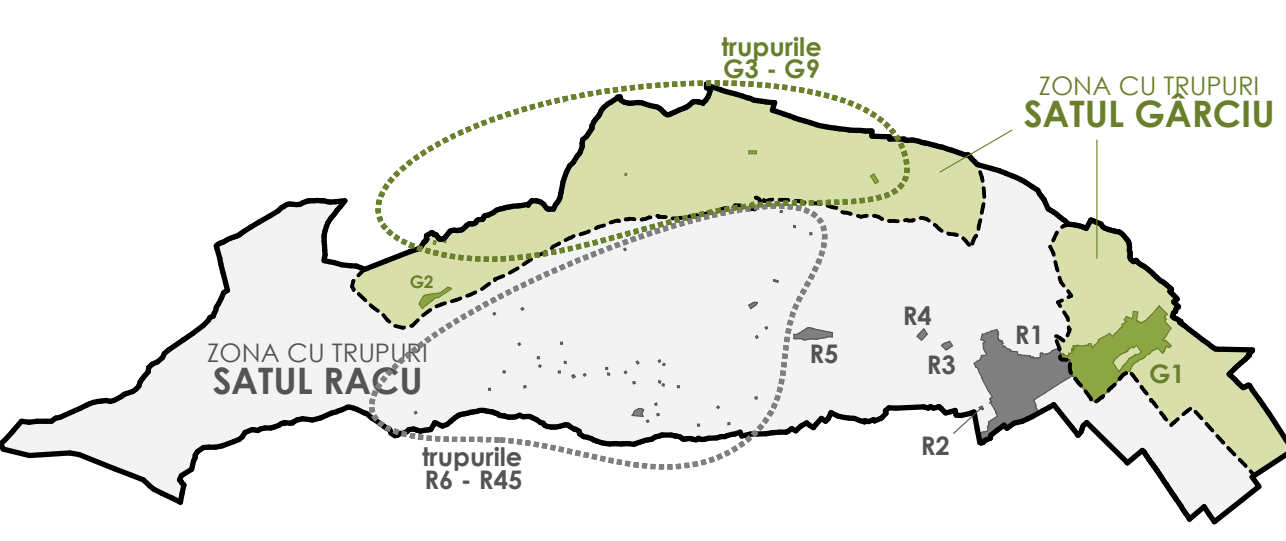 trupurile
G3 - G9
ZONA CU TRUPURI
SATUL GÂRCIU
G2
R4
R1
R5
R3
G1
ZONA CU TRUPURI
SATUL RACU
R2
trupurile
R6 - R45